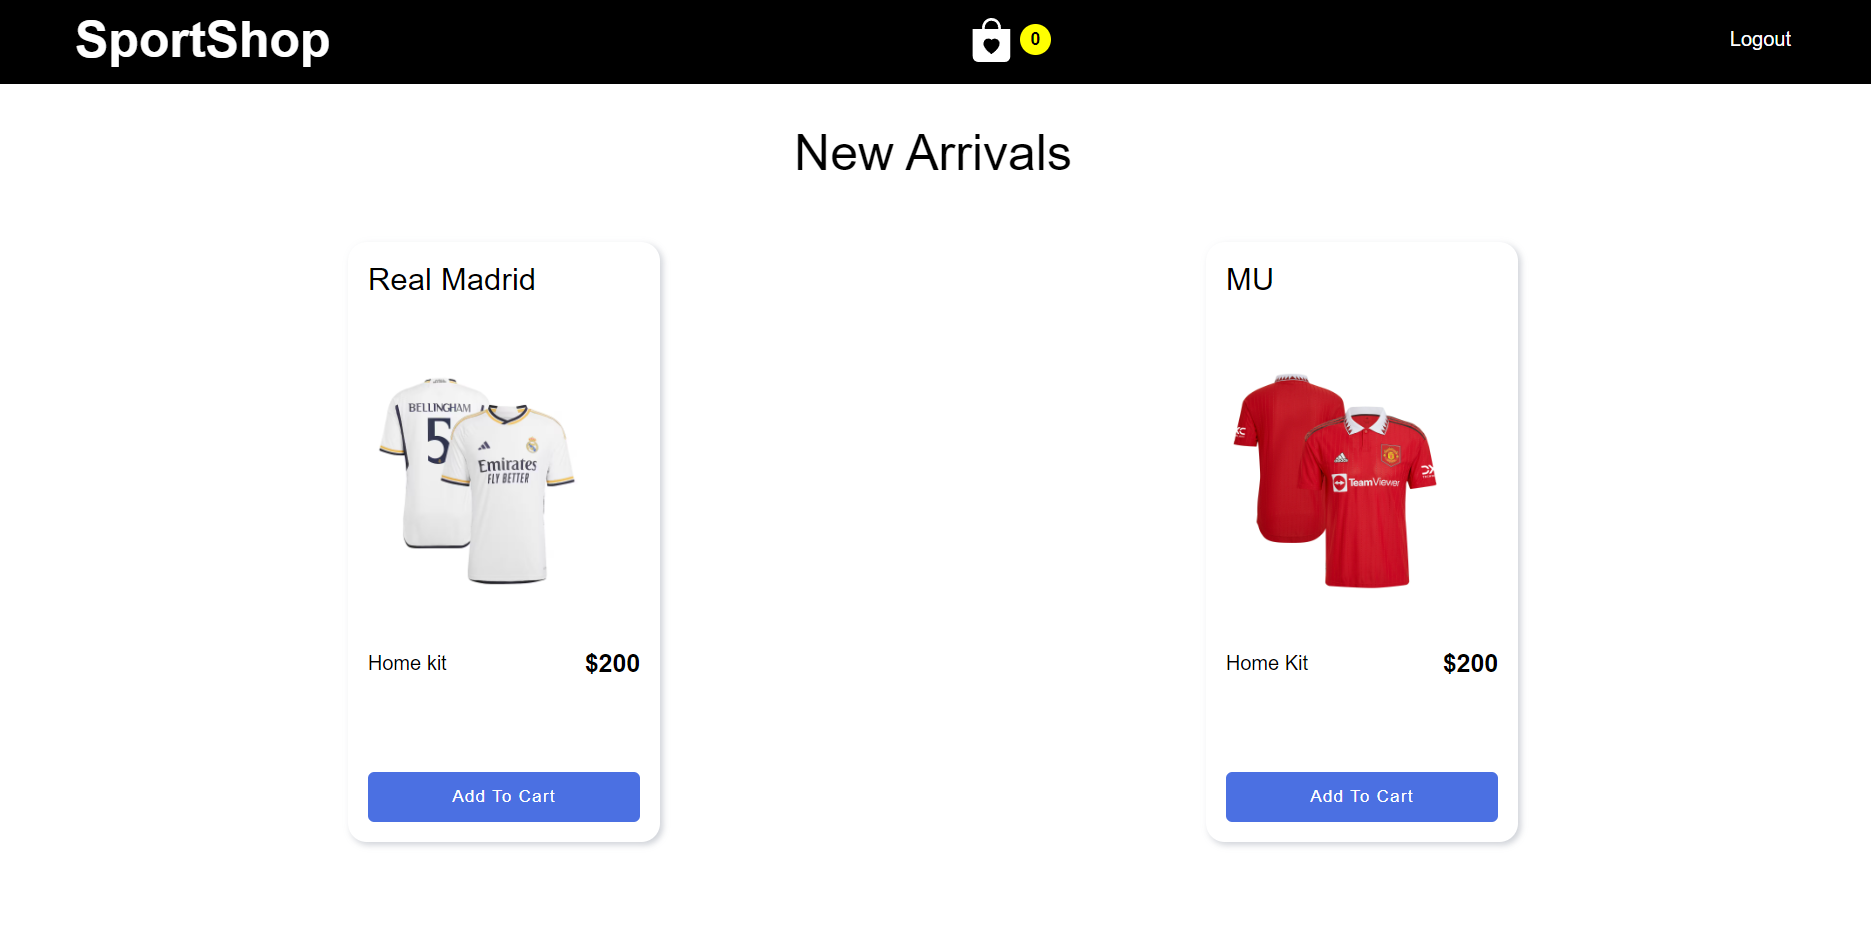 SportShop
0
Logout
New Arrivals
Real Madrid
BELLINGHAM
5
Emirates
FLY BETTER
Home kit
$200
Add To Cart
MU
TeamViewer
Home Kit
$200
Add To Cart